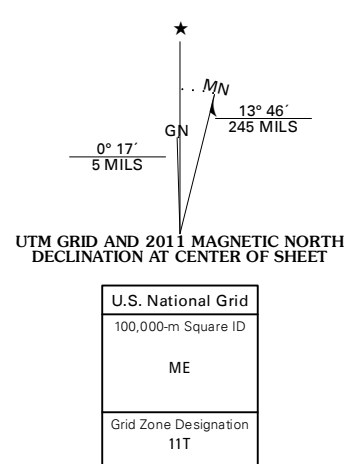 ★
MN
GN
13° 46´
245 MILS
0° 17´
5 MILS
UTM GRID AND 2011 MAGNETIC NORTH
DECLINATION AT CENTER OF SHEET
U.S. National Grid
100,000-m Square ID
ME
Grid Zone Designation
11T